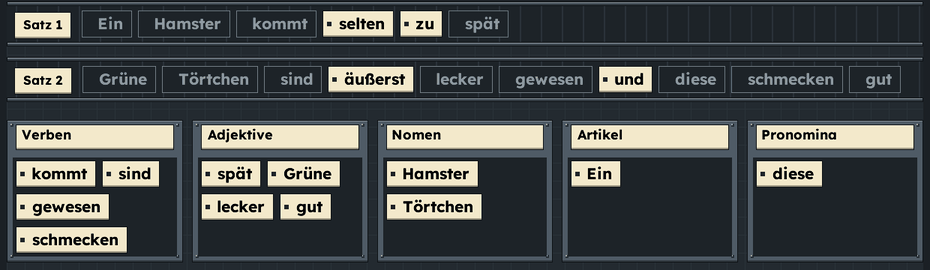 Satz 1 Ein Hamster kommt selten zu spät
Satz 2 Grüne Törtchen sind äußerst lecker gewesen und diese schmecken gut
Verben Adjektive Nomen Artikel Pronomina
kommt sind spät Grüne Hamster Ein diese
gewesen lecker gut Törtchen
schmecken